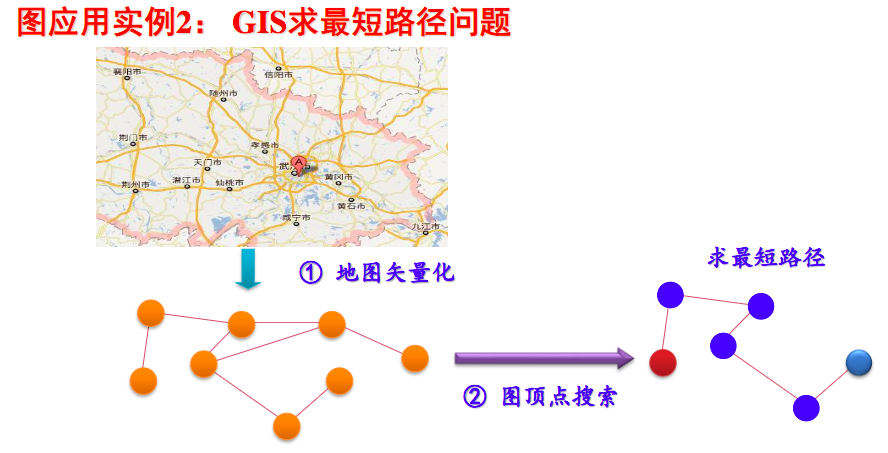 图应用实例2： GIS求最短路径问题
襄阳市
信阳市
随州市
荆门市
孝感市
天门市
A
武汉市
荆州市
潜江市
仙桃市
黄冈市
黄石市
咸宁市
九江市
① 地图矢量化
求最短路径
② 图顶点搜索